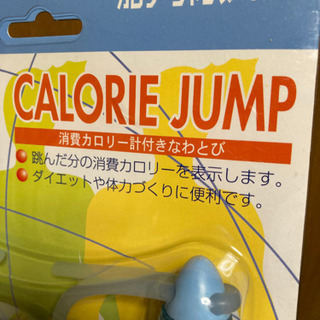 CALORIE JUMP
消費カロリー計付きなわとび
●跳んだ分の消費カロリーを表示します。
●ダイエットや体力づくりに便利です。